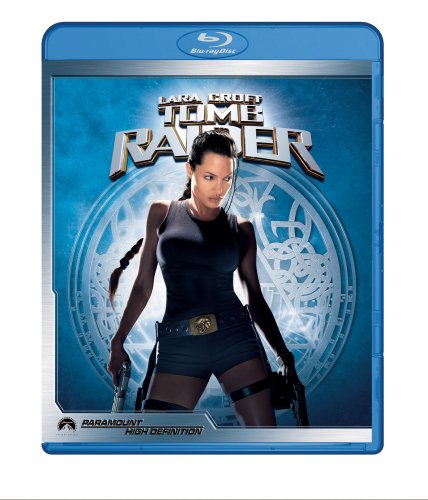 Blu-ray Disc
LARA CROFT
TOMB
RAIDER
PARAMOUNT
HIGH DEFINITION